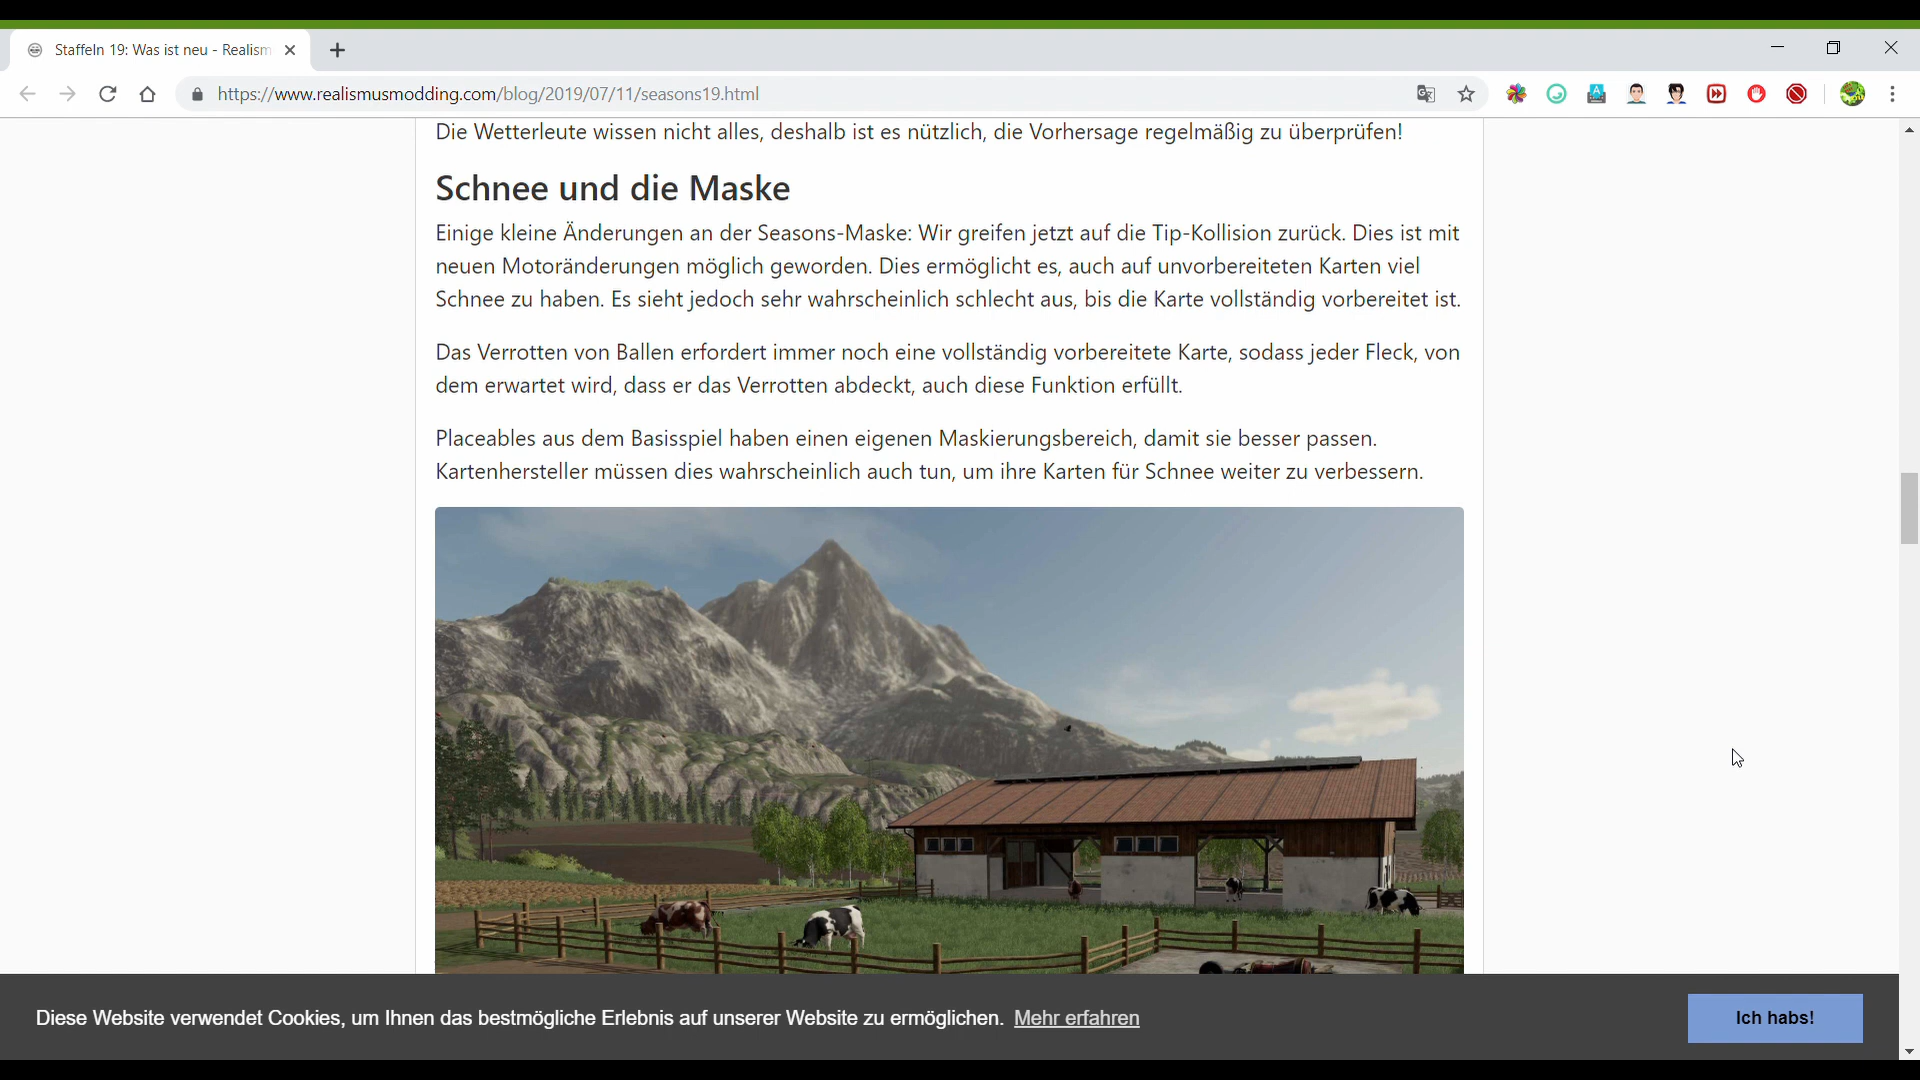 Staffeln 19: Was ist neu - Realism
https://www.realismusmodding.com/blog/2019/07/11/seasons19.html
Die Wetterleute wissen nicht alles, deshalb ist es nützlich, die Vorhersage regelmäßig zu überprüfen!
Schnee und die Maske
Einige kleine Änderungen an der Seasons-Maske: Wir greifen jetzt auf die Tip-Kollision zurück. Dies ist mit
neuen Motoränderungen möglich geworden. Dies ermöglicht es, auch auf unvorbereiteten Karten viel
Schnee zu haben. Es sieht jedoch sehr wahrscheinlich schlecht aus, bis die Karte vollständig vorbereitet ist.
Das Verrotten von Ballen erfordert immer noch eine vollständig vorbereitete Karte, sodass jeder Fleck, von
dem erwartet wird, dass er das Verrotten abdeckt, auch diese Funktion erfüllt.
Placeables aus dem Basisspiel haben einen eigenen Maskierungsbereich, damit sie besser passen.
Kartenhersteller müssen dies wahrscheinlich auch tun, um ihre Karten für Schnee weiter zu verbessern.
Diese Website verwendet Cookies, um Ihnen das bestmögliche Erlebnis auf unserer Website zu ermöglichen. Mehr erfahren
Ich habs!